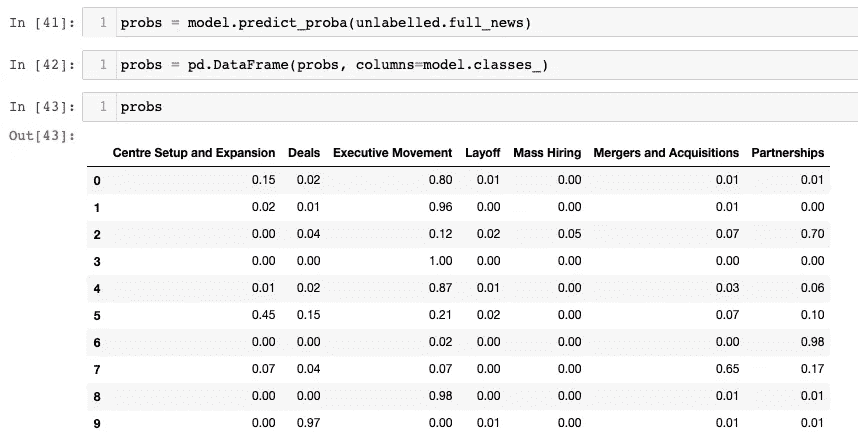 In [41]: 1 probs = model.predict_proba(unlabelled.full_news)
In [42]: 1 probs = pd.DataFrame(probs, columns=model.classes_)
In [43]: 1 probs
Out[43]:
Centre Setup and Expansion Deals Executive Movement Layoff Mass Hiring Mergers and Acquisitions Partnerships
0 0.15 0.02 0.80 0.01 0.00 0.01 0.01
1 0.02 0.01 0.96 0.00 0.00 0.01 0.00
2 0.00 0.04 0.12 0.02 0.05 0.07 0.70
3 0.00 0.00 1.00 0.00 0.00 0.00 0.00
4 0.01 0.02 0.87 0.01 0.00 0.03 0.06
5 0.45 0.15 0.21 0.02 0.00 0.07 0.10
6 0.00 0.00 0.02 0.00 0.00 0.00 0.98
7 0.07 0.04 0.07 0.00 0.00 0.65 0.17
8 0.00 0.00 0.98 0.00 0.00 0.01 0.01
9 0.00 0.97 0.00 0.01 0.00 0.01 0.01